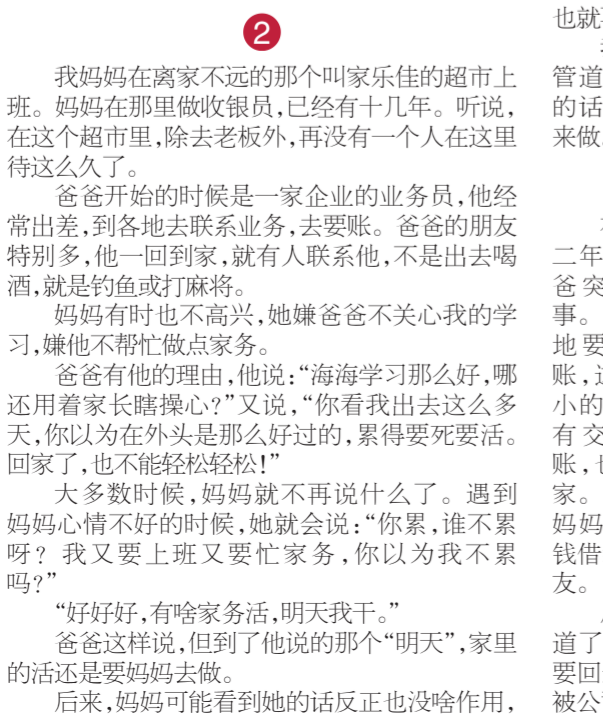 2
我妈妈在离家不远的那个叫家乐佳的超市上
班。妈妈在那里做收银员,已经有十几年。听说,
在这个超市里,除去老板外,再没有一个人在这里
待这么久了。
爸爸开始的时候是一家企业的业务员,他经
常出差,到各地去联系业务,去要账。爸爸的朋友
特别多,他一回到家,就有人联系他,不是出去喝
酒,就是钓鱼或打麻将。
妈妈有时也不高兴,她嫌爸爸不关心我的学
习,嫌他不帮忙做点家务。
爸爸有他的理由,他说:“海海学习那么好,哪
还用着家长瞎操心?”又说,“你看我出去这么多
天,你以为在外头是那么好过的,累得要死要活。
回家了,也不能轻松轻松!”
大多数时候,妈妈就不再说什么了。遇到
妈妈心情不好的时候,她就会说:“你累,谁不累
呀? 我又要上班又要忙家务,你以为我不累
吗?”
“好好好,有啥家务活,明天我干。”
爸爸这样说,但到了他说的那个“明天”,家里
的活还是要妈妈去做。
后来,妈妈可能看到她的话反正也没啥作用,
也就
管道
的话
来做
二年
爸突
事。
地要
账,
小的
有交
账,也
家。
妈妈
钱借
友。
道了
要回
被公